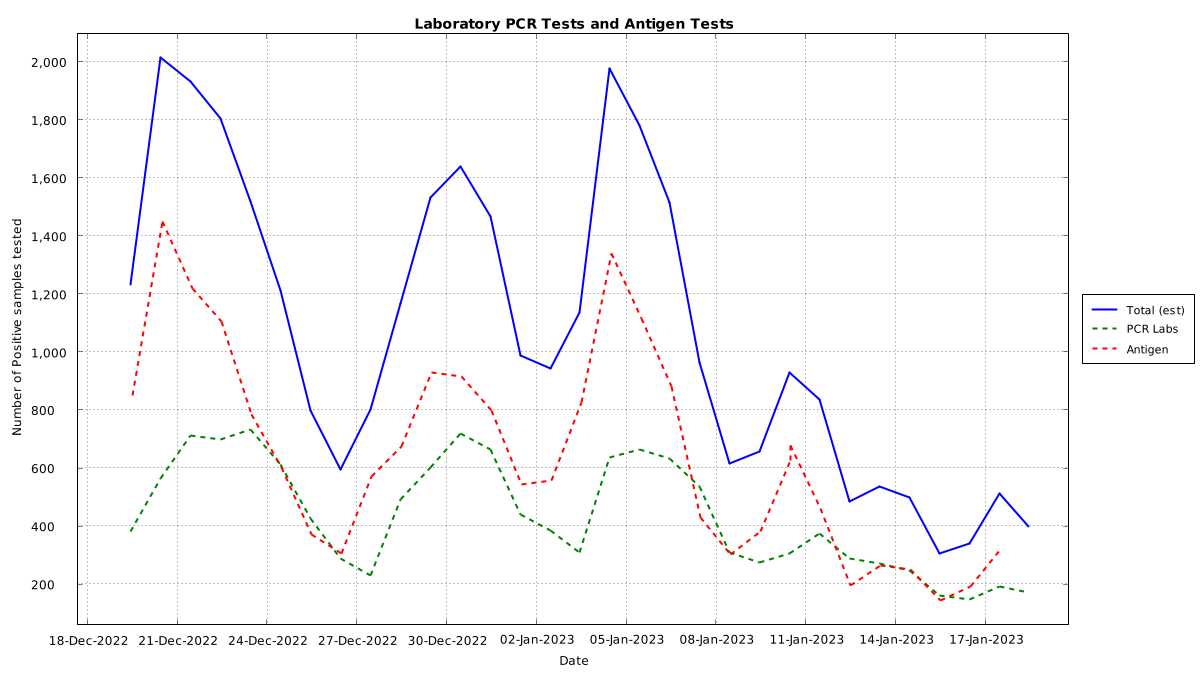 Laboratory PCR Tests and Antigen Tests
Number of Positive samples tested
2,000
1,800
1,600
1,400
1,200
1,000
800
600
400
200
18-Dec-2022 21-Dec-2022 24-Dec-2022 27-Dec-2022 30-Dec-2022 02-Jan-2023 05-Jan-2023 08-Jan-2023 11-Jan-2023 14-Jan-2023 17-Jan-2023
Date
Total (est)
PCR Labs
Antigen